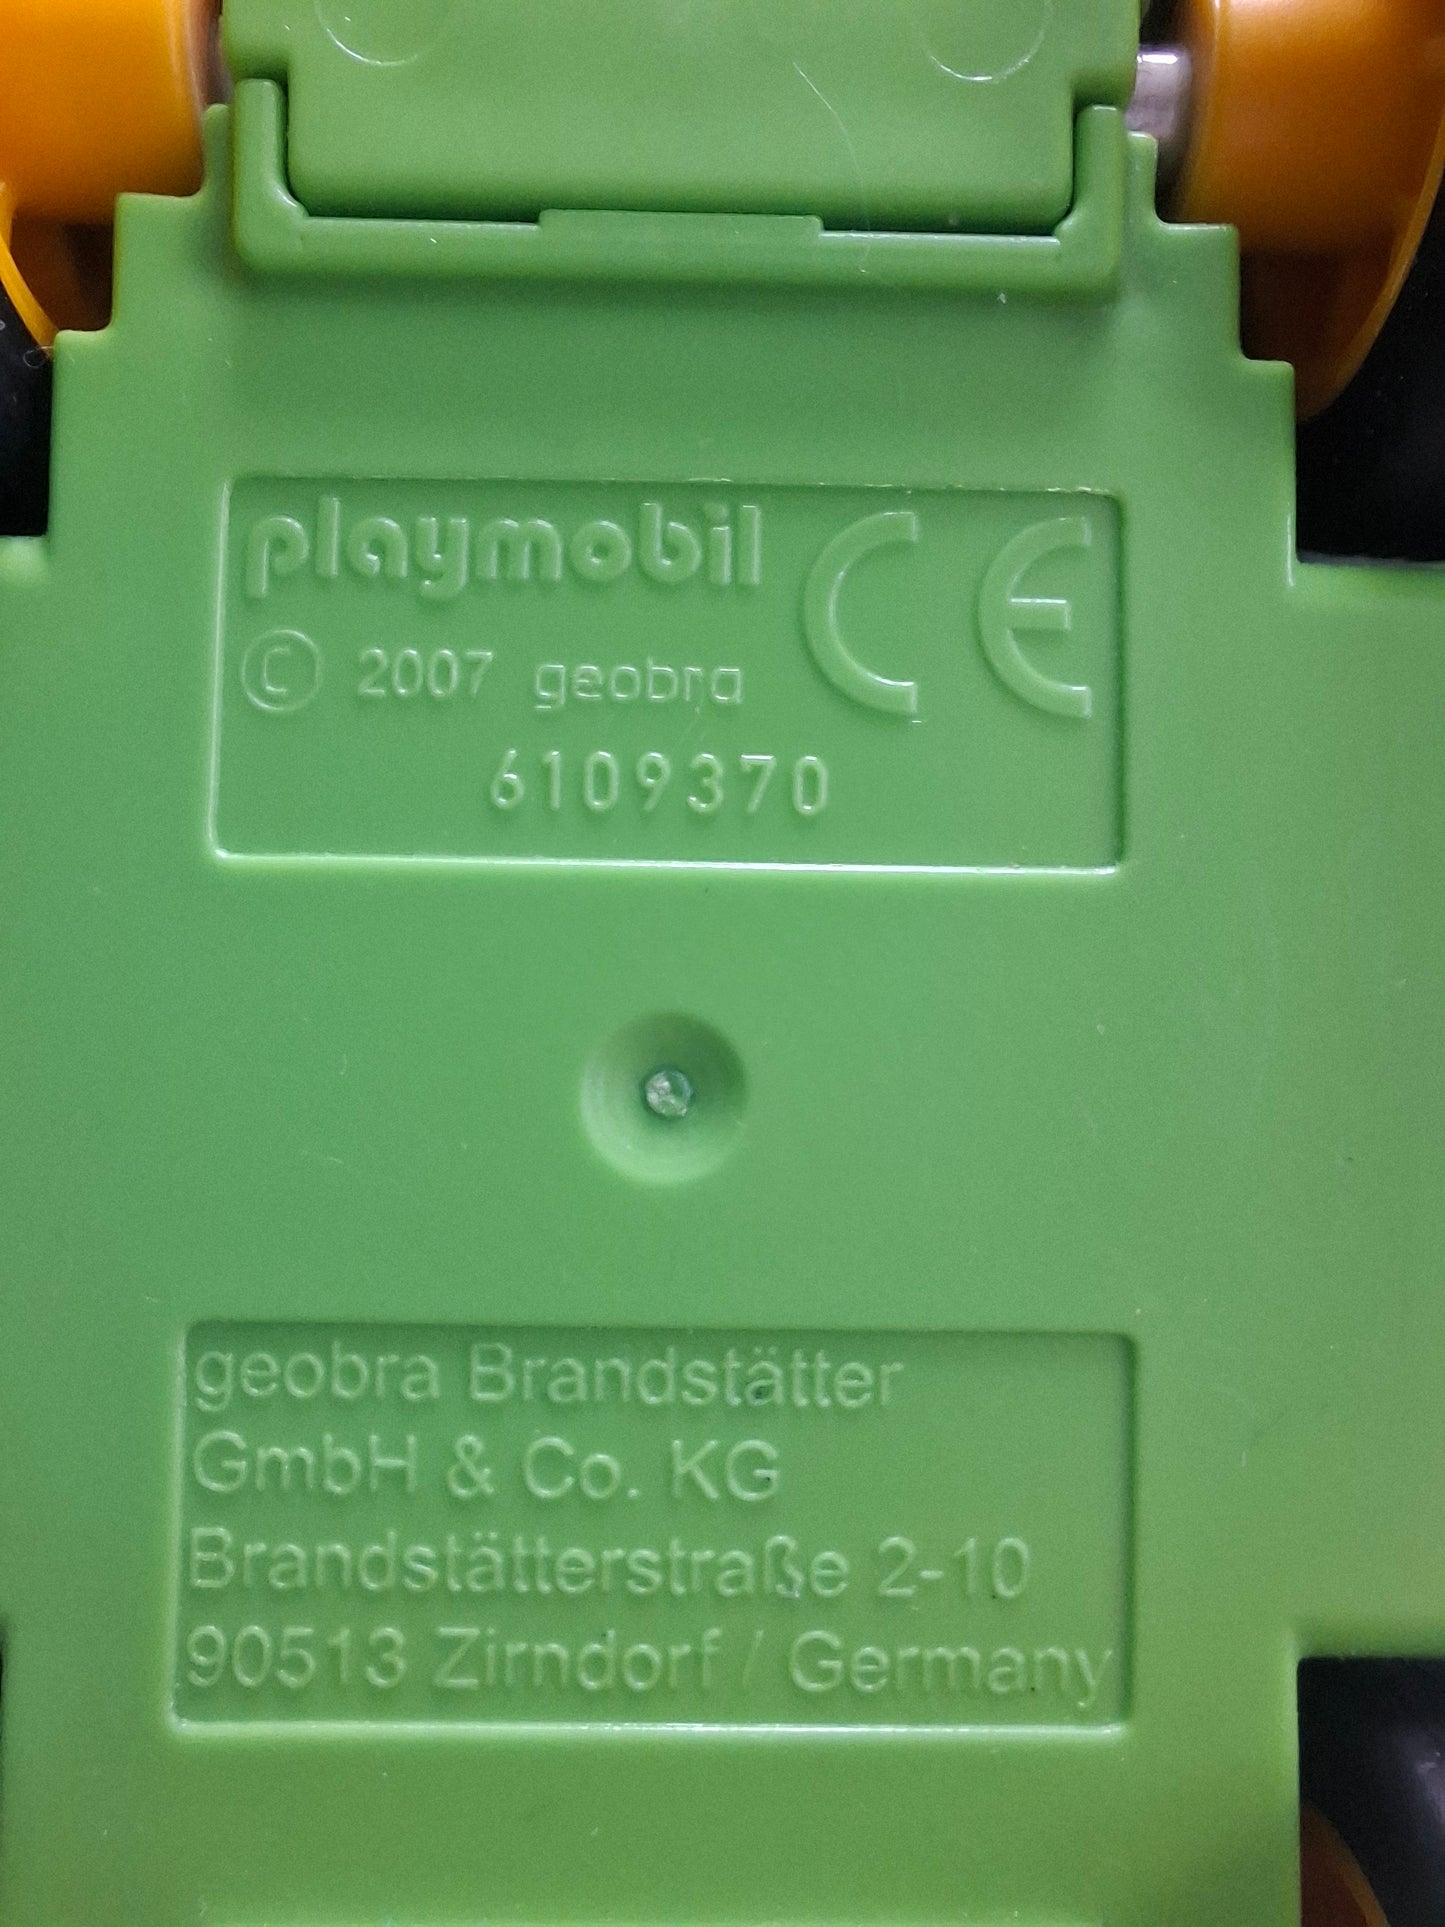 playmobil CE
© 2007 geobra
6109370
geobra Brandstätter
GmbH & Co. KG
Brandstätterstraße 2-10
90513 Zirndorf / Germany